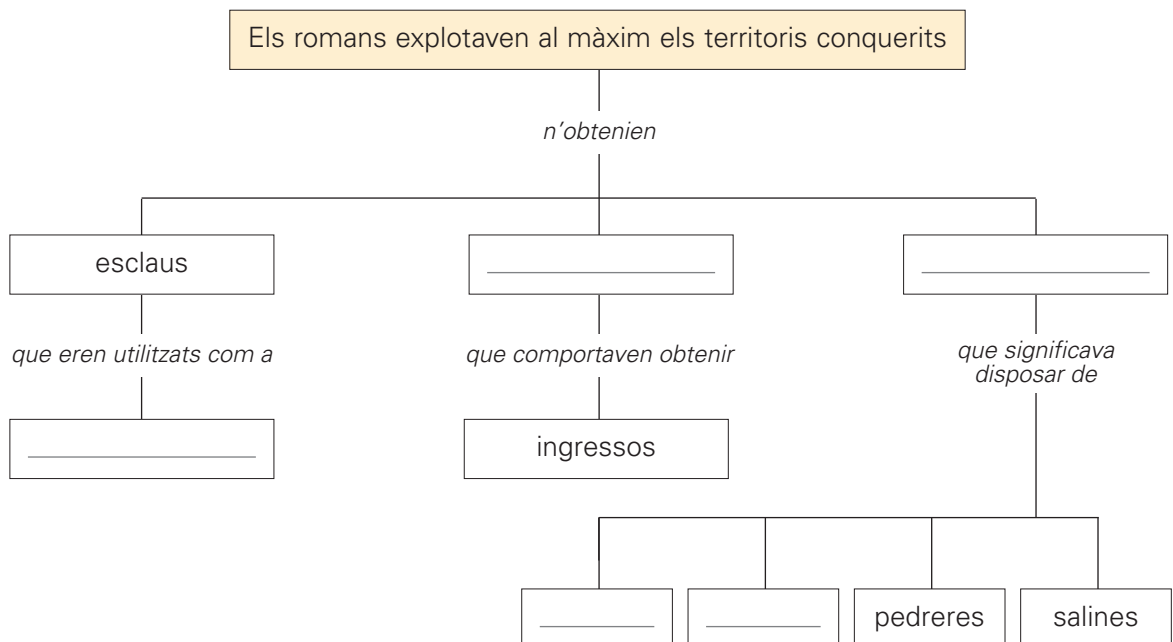 Els romans explotaven al màxim els territoris conquerits
n'obtenien
esclaus
que eren utilitzats com a
que comportaven obtenir
que significava
disposar de
ingressos
pedreres
salines